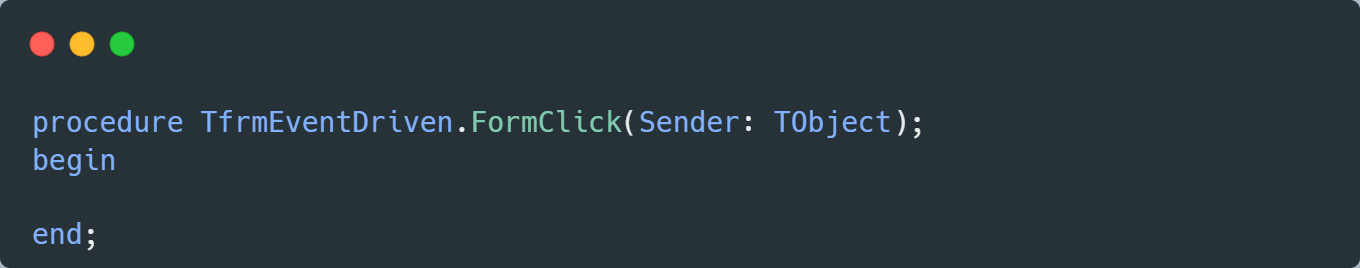 procedure TfrmEventDriven.FormClick(Sender: TObject);
begin
end;